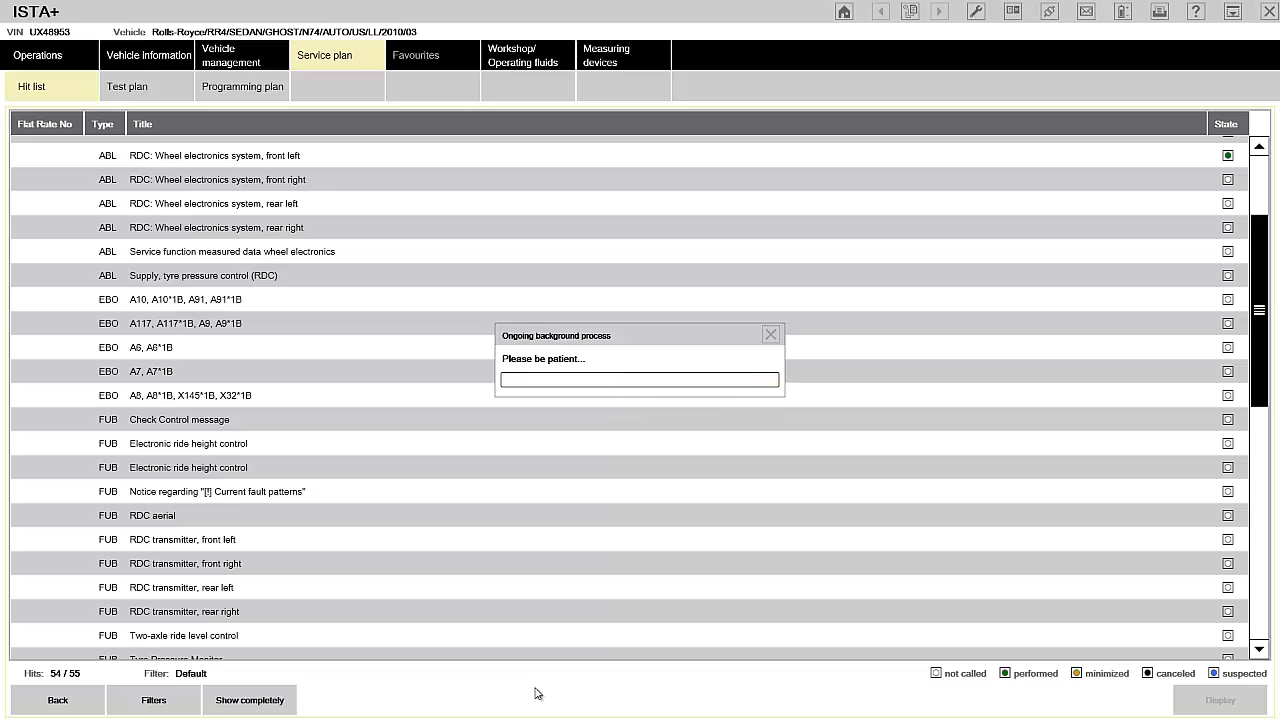 ISTA+
VIN UX48953 Vehicle Rolls-Royce/RR4/SEDAN/GHOST/N74/AUTO/US/LL/2010/03
Operations Vehicle information Vehicle management Service plan Favourites Workshop/ Operating fluids Measuring devices
Hit list Test plan Programming plan
Flat Rate No Type Title State
ABL RDC: Wheel electronics system, front left
ABL RDC: Wheel electronics system, front right
ABL RDC: Wheel electronics system, rear left
ABL RDC: Wheel electronics system, rear right
ABL Service function measured data wheel electronics
ABL Supply, tyre pressure control (RDC)
EBO A10, A10*1B, A91, A91*1B
EBO A117, A117*1B, A9, A9*1B
Ongoing background process
EBO A6, A6*1B
Please be patient...
EBO A7, A7*1B
EBO A8, A8*1B, X145*1B, X32*1B
FUB Check Control message
FUB Electronic ride height control
FUB Electronic ride height control
FUB Notice regarding "[!] Current fault patterns"
FUB RDC aerial
FUB RDC transmitter, front left
FUB RDC transmitter, front right
FUB RDC transmitter, rear left
FUB RDC transmitter, rear right
FUB Two-axle ride level control
FUB Tyre Pressure Monitor
Hits: 54 / 55 Filter: Default not called performed minimized canceled suspected
Back Filters Show completely Display